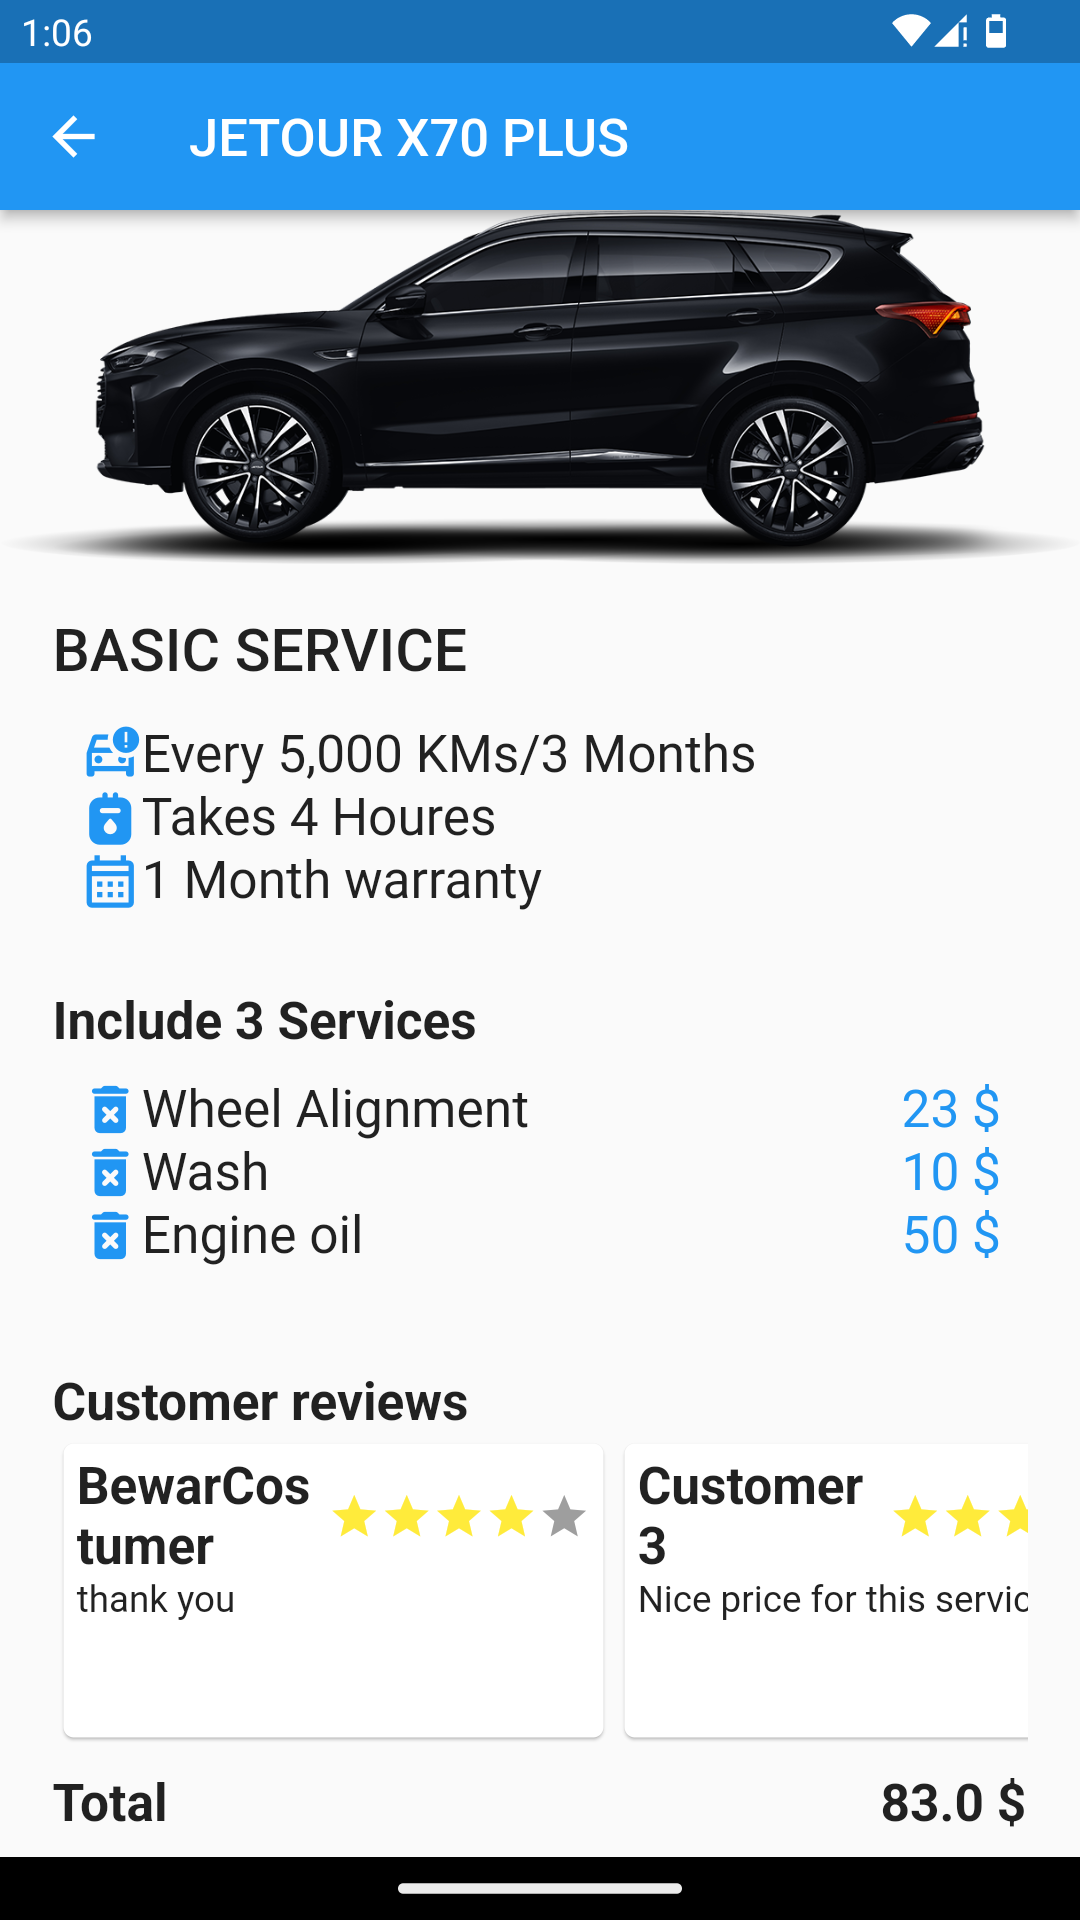 1:06
JETOUR X70 PLUS
BASIC SERVICE
Every 5,000 KMs/3 Months
Takes 4 Houres
1 Month warranty
Include 3 Services
Wheel Alignment 23 $
Wash 10 $
Engine oil 50 $
Customer reviews
BewarCos
tumer
thank you
Customer
3
Nice price for this servic
Total 83.0 $